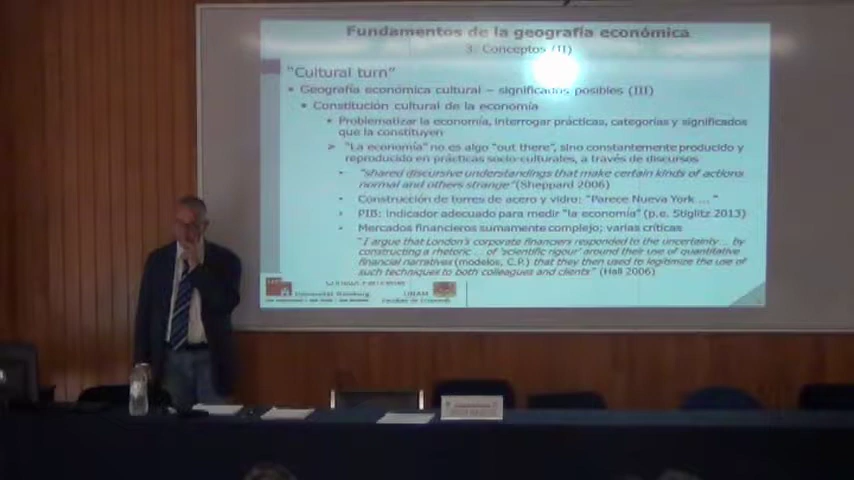 Fundamentos de la geografía económica
3. Conceptos (II)
"Cultural turn"
• Geografía económica cultural – significados posibles (III)
• Constitución cultural de la economía
• Problematizar la economía, interrogar prácticas, categorías y significados
que la constituyen
➢ "La economía" no es algo "out there", sino constantemente producido y
reproducido en prácticas socio-culturales, a través de discursos
- "shared discursive understandings that make certain kinds of actions
normal and others strange" (Sheppard 2006)
- Construcción de torres de acero y vidro: "Parece Nueva York ... "
- PIB: indicador adecuado para medir "la economía" (p.e. Stiglitz 2013)
- Mercados financieros sumamente complejo; varias críticas
"I argue that London's corporate financiers responded to the uncertainty ... by
constructing a rhetoric ... of 'scientific rigour' around their use of quantitative
financial narratives (modelos, C.P.) that they then used to legitimize the use of
such techniques to both colleagues and clients" (Hall 2006)
Universität Hamburg
UNAM
Facultad de Economía